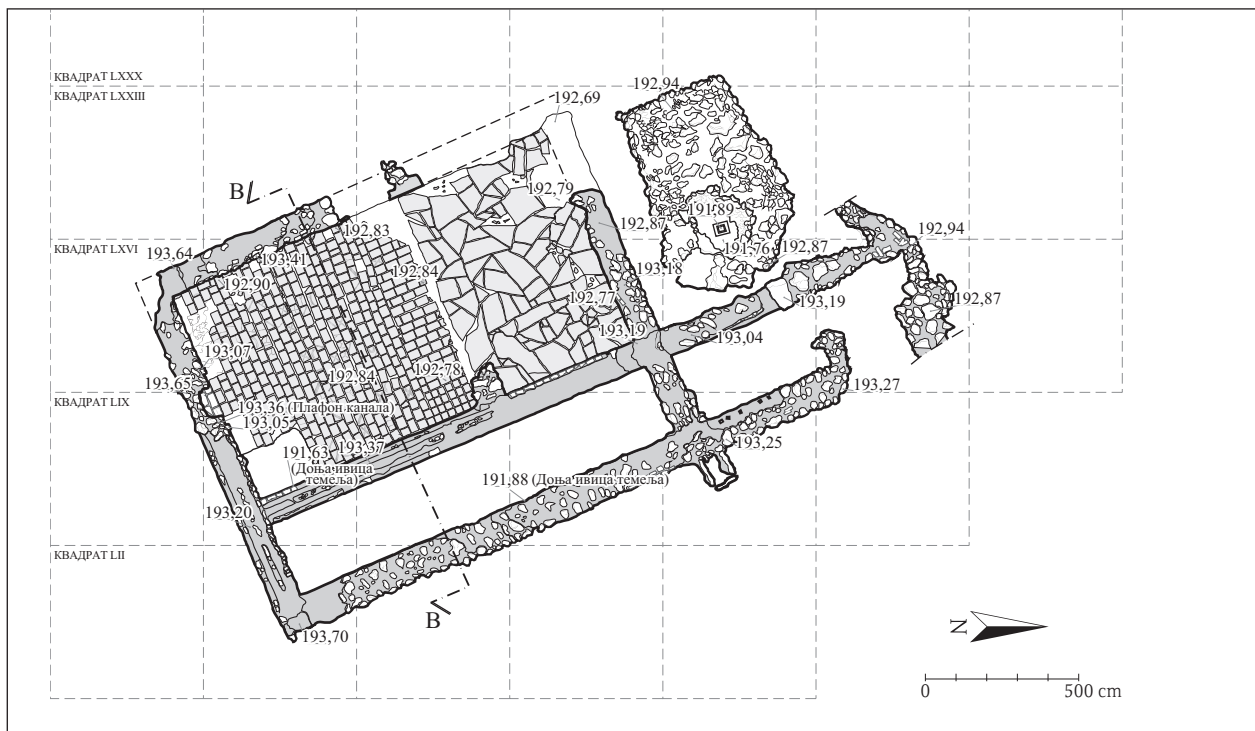 КВАДРАТ LXXX
КВАДРАТ LXXIII
192,94
192,69
B
192,79
191,89
192,83
192,87
191,76
192,87
192,94
КВАДРАТ LXVI
193,64
193,41
192,84
193,18
192,90
192,77
193,19
192,87
193,19
193,04
193,07
192,84
192,78
193,65
193,27
КВАДРАТ LIX
193,36 (Плафон канала)
193,05
193,25
193,37
191,63
(Доња ивица
темеља)
191,88 (Доња ивица темеља)
193,20
КВАДРАТ LII
B
193,70
N
0
500 cm